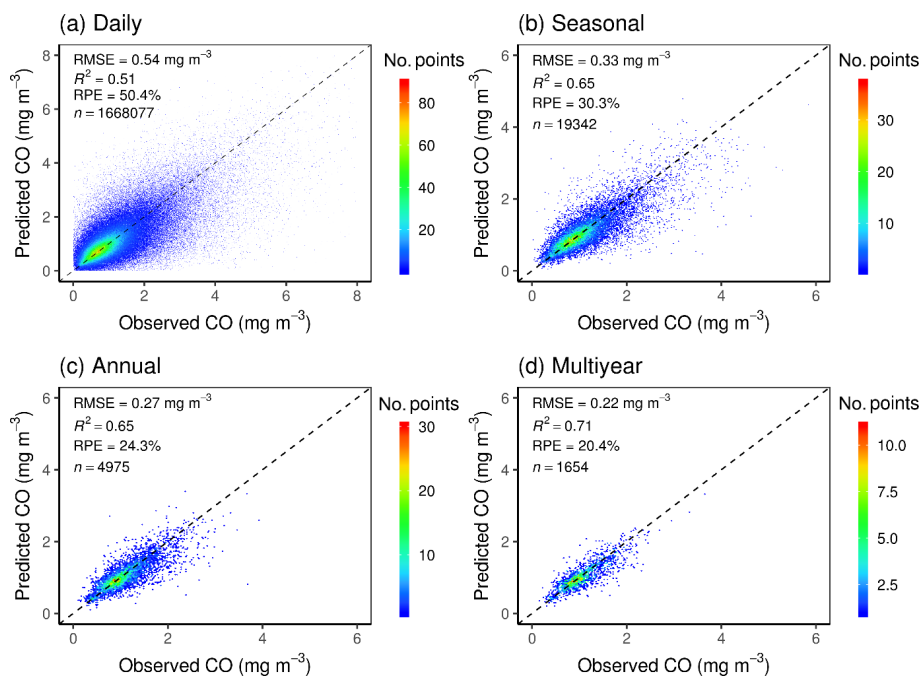 (a) Daily
RMSE = 0.54 mg m⁻³
R² = 0.51
RPE = 50.4%
n = 1668077
8
6
4
2
0
0 2 4 6 8
Predicted CO (mg m⁻³)
Observed CO (mg m⁻³)
No. points
80
60
40
20
(b) Seasonal
RMSE = 0.33 mg m⁻³
R² = 0.65
RPE = 30.3%
n = 19342
6
4
2
0
0 2 4 6
Predicted CO (mg m⁻³)
Observed CO (mg m⁻³)
No. points
30
20
10
(c) Annual
RMSE = 0.27 mg m⁻³
R² = 0.65
RPE = 24.3%
n = 4975
6
4
2
0
0 2 4 6
Predicted CO (mg m⁻³)
Observed CO (mg m⁻³)
No. points
30
20
10
(d) Multiyear
RMSE = 0.22 mg m⁻³
R² = 0.71
RPE = 20.4%
n = 1654
6
4
2
0
0 2 4 6
Predicted CO (mg m⁻³)
Observed CO (mg m⁻³)
No. points
10.0
7.5
5.0
2.5